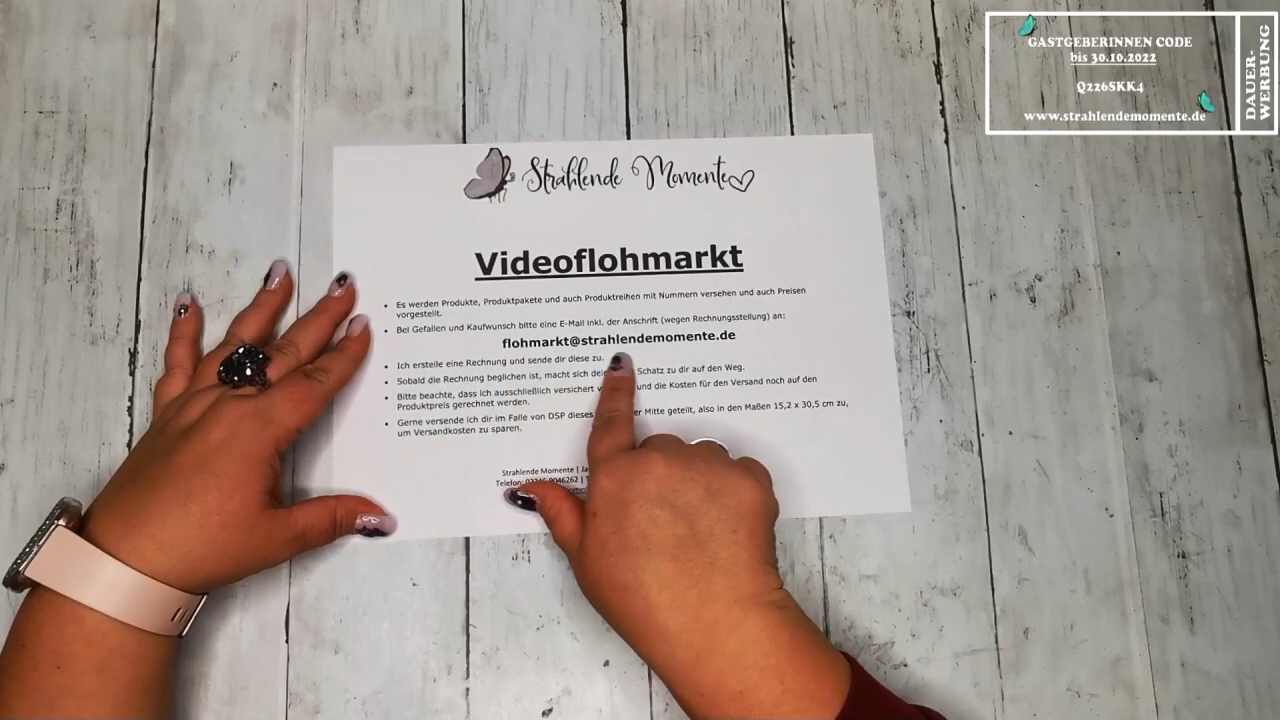 GASTGEBERINNEN CODE
bis 30.10.2022
Q226SKK4
www.strahlendemomente.de
DAUER-
WERBUNG
Strahlende Momente
Videoflohmarkt
Es werden Produkte, Produktpakete und auch Produktreihen mit Nummern versehen und auch Preisen
vorgestellt.
Bei Gefallen und Kaufwunsch bitte eine E-Mail inkl. der Anschrift (wegen Rechnungsstellung) an:
flohmarkt@strahlendemomente.de
Ich erstelle eine Rechnung und sende dir diese zu.
Sobald die Rechnung beglichen ist, macht sich Schatz zu dir auf den Weg.
Bitte beachte, dass ich ausschließlich versichert und die Kosten für den Versand noch auf den
Produktpreis gerechnet werden.
Gerne versende ich dir im Falle von DSP dieses Mitte geteilt, also in den Maßen 15,2 x 30,5 cm zu,
um Versandkosten zu sparen.
Strahlende Momente |
Telefon: